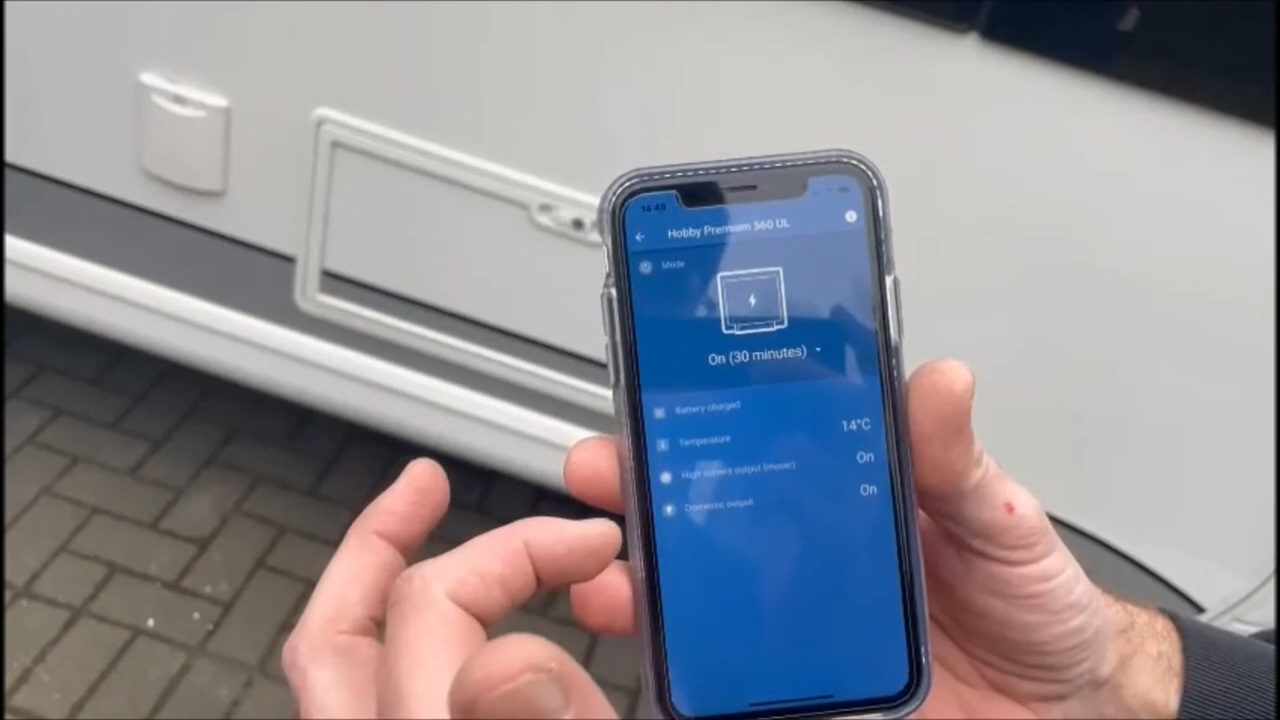 14:48
Hobby Premium 560 UL
Mode
On (30 minutes)
Battery charged
Temperature 14°C
High current output (mover) On
Domestic output On